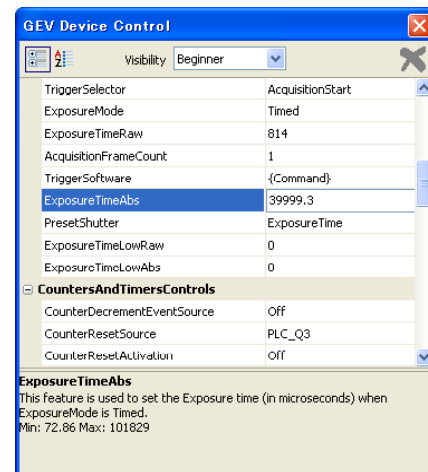 GEV Device Control
Visibility Beginner
TriggerSelector AcquisitionStart
ExposureMode Timed
ExposureTimeRaw 814
AcquisitionFrameCount 1
TriggerSoftware {Command}
ExposureTimeAbs 39999.3
PresetShutter ExposureTime
ExposureTimeLowRaw 0
ExposureTimeLowAbs 0
CountersAndTimersControls
CounterDecrementEventSource Off
CounterResetSource PLC_Q3
CounterResetActivation Off
ExposureTimeAbs
This feature is used to set the Exposure time (in microseconds) when
ExposureMode is Timed.
Min: 72.86 Max: 101829